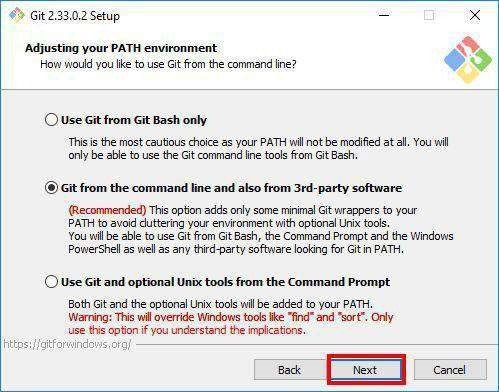 Git 2.33.0.2 Setup
Adjusting your PATH environment
How would you like to use Git from the command line?
Use Git from Git Bash only
This is the most cautious choice as your PATH will not be modified at all. You will
only be able to use the Git command line tools from Git Bash.
Git from the command line and also from 3rd-party software
(Recommended) This option adds only some minimal Git wrappers to your
PATH to avoid cluttering your environment with optional Unix tools.
You will be able to use Git from Git Bash, the Command Prompt and the Windows
PowerShell as well as any third-party software looking for Git in PATH.
Use Git and optional Unix tools from the Command Prompt
Both Git and the optional Unix tools will be added to your PATH.
Warning: This will override Windows tools like "find" and "sort". Only
use this option if you understand the implications.
https://gitforwindows.org/
Back
Next
Cancel